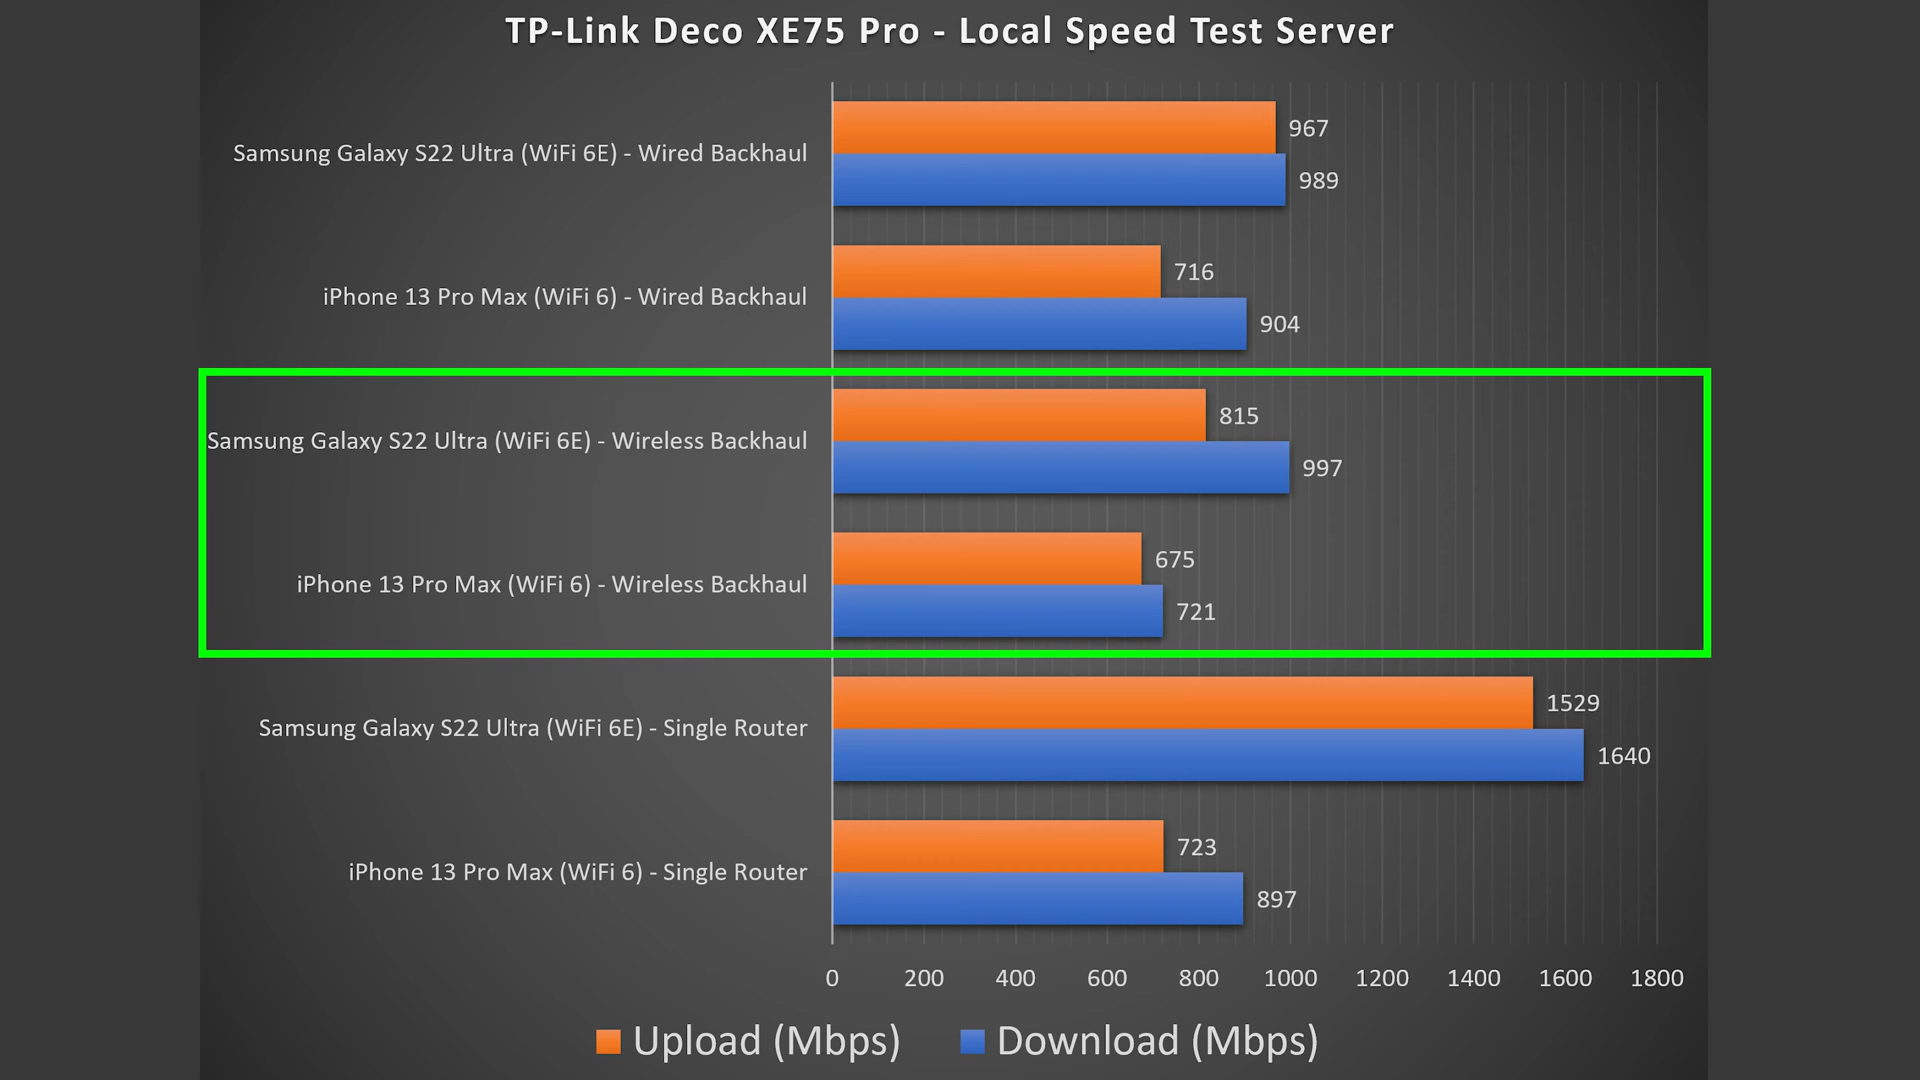 TP-Link Deco XE75 Pro - Local Speed Test Server
Samsung Galaxy S22 Ultra (WiFi 6E) - Wired Backhaul
967
989
iPhone 13 Pro Max (WiFi 6) - Wired Backhaul
716
904
Samsung Galaxy S22 Ultra (WiFi 6E) - Wireless Backhaul
815
997
iPhone 13 Pro Max (WiFi 6) - Wireless Backhaul
675
721
Samsung Galaxy S22 Ultra (WiFi 6E) - Single Router
1529
1640
iPhone 13 Pro Max (WiFi 6) - Single Router
723
897
0 200 400 600 800 1000 1200 1400 1600 1800
Upload (Mbps) Download (Mbps)